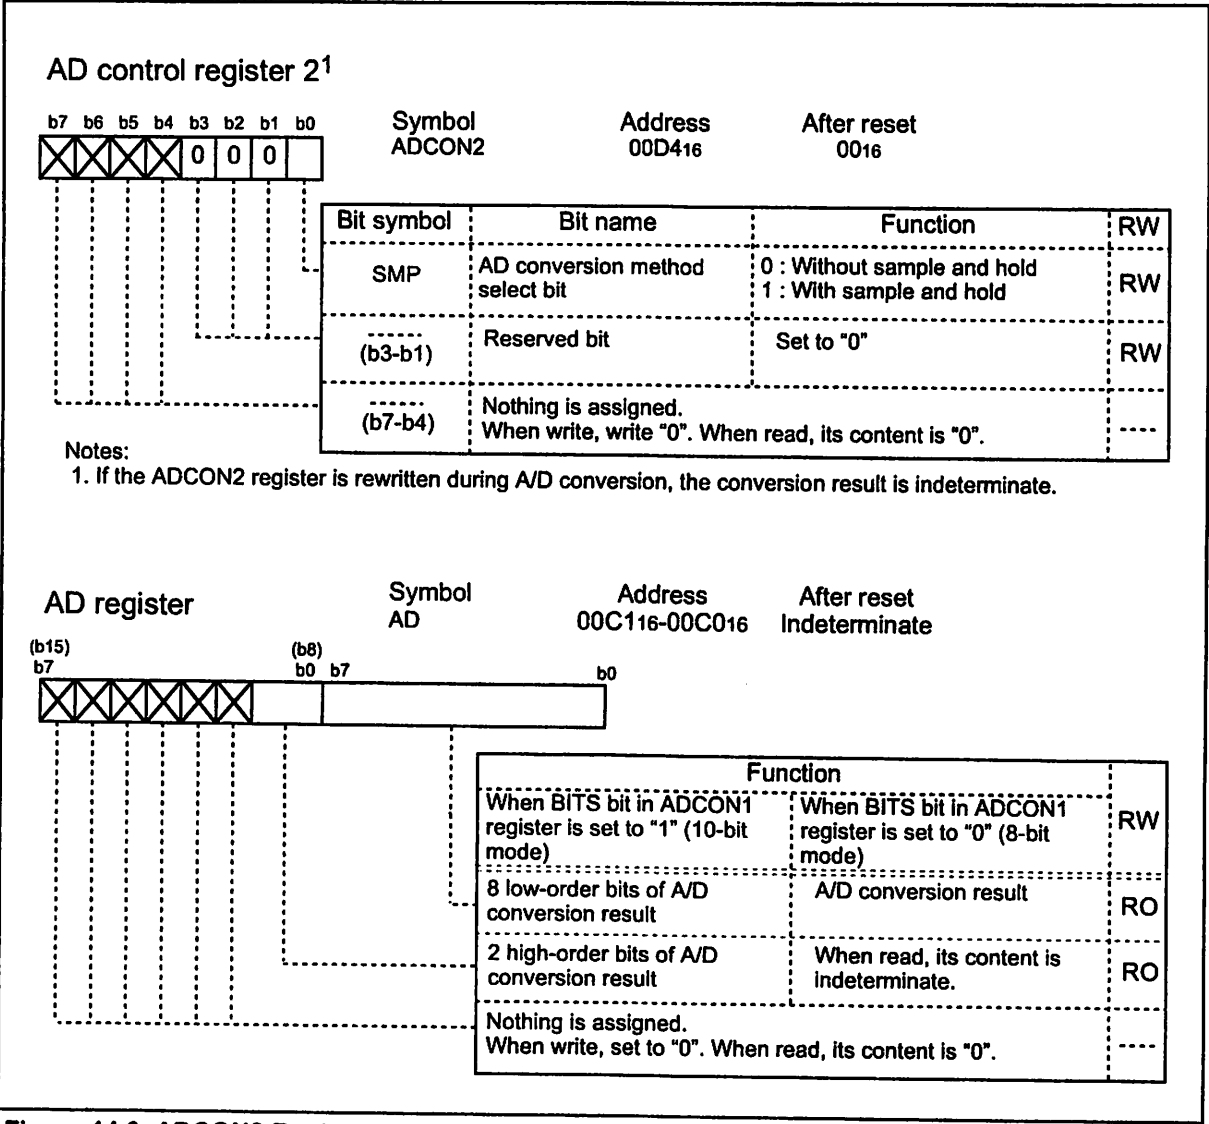 AD control register 2¹
b7 b6 b5 b4 b3 b2 b1 b0
0 0 0
Symbol Address After reset
ADCON2 00D416 0016
Bit symbol Bit name Function RW
SMP AD conversion method select bit 0 : Without sample and hold 1 : With sample and hold RW
(b3-b1) Reserved bit Set to "0" RW
(b7-b4) Nothing is assigned.
When write, write "0". When read, its content is "0". ----
Notes:
1. If the ADCON2 register is rewritten during A/D conversion, the conversion result is indeterminate.
AD register
Symbol Address After reset
AD 00C116-00C016 Indeterminate
(b15) (b8)
b7 b0 b7 b0
Function RW
When BITS bit in ADCON1 register is set to "1" (10-bit mode) When BITS bit in ADCON1 register is set to "0" (8-bit mode)
8 low-order bits of A/D conversion result A/D conversion result RO
2 high-order bits of A/D conversion result When read, its content is indeterminate. RO
Nothing is assigned.
When write, set to "0". When read, its content is "0". ----